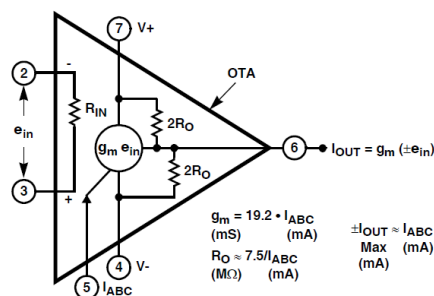 7 V+
2 -
OTA
RIN
2RO
ein
gm ein
6 IOUT = gm (±ein)
2RO
3 +
gm = 19.2 • IABC
(mS) (mA)
±IOUT ≈ IABC
Max (mA)
(mA)
RO ≈ 7.5/IABC
(MΩ) (mA)
4 V-
5 IABC